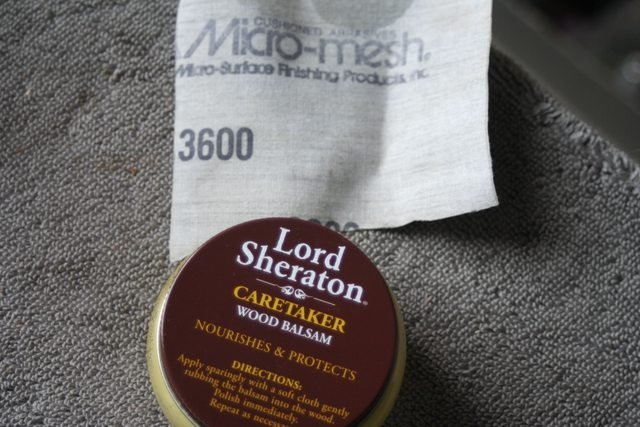 CUSHIONED ABRASIVES
Micro-mesh®
Micro-Surface Finishing Products, Inc.
3600
Lord
Sheraton®
CARETAKER
WOOD BALSAM
NOURISHES & PROTECTS
DIRECTIONS:
Apply sparingly with a soft cloth gently
rubbing the balsam into the wood.
Polish immediately.
Repeat as